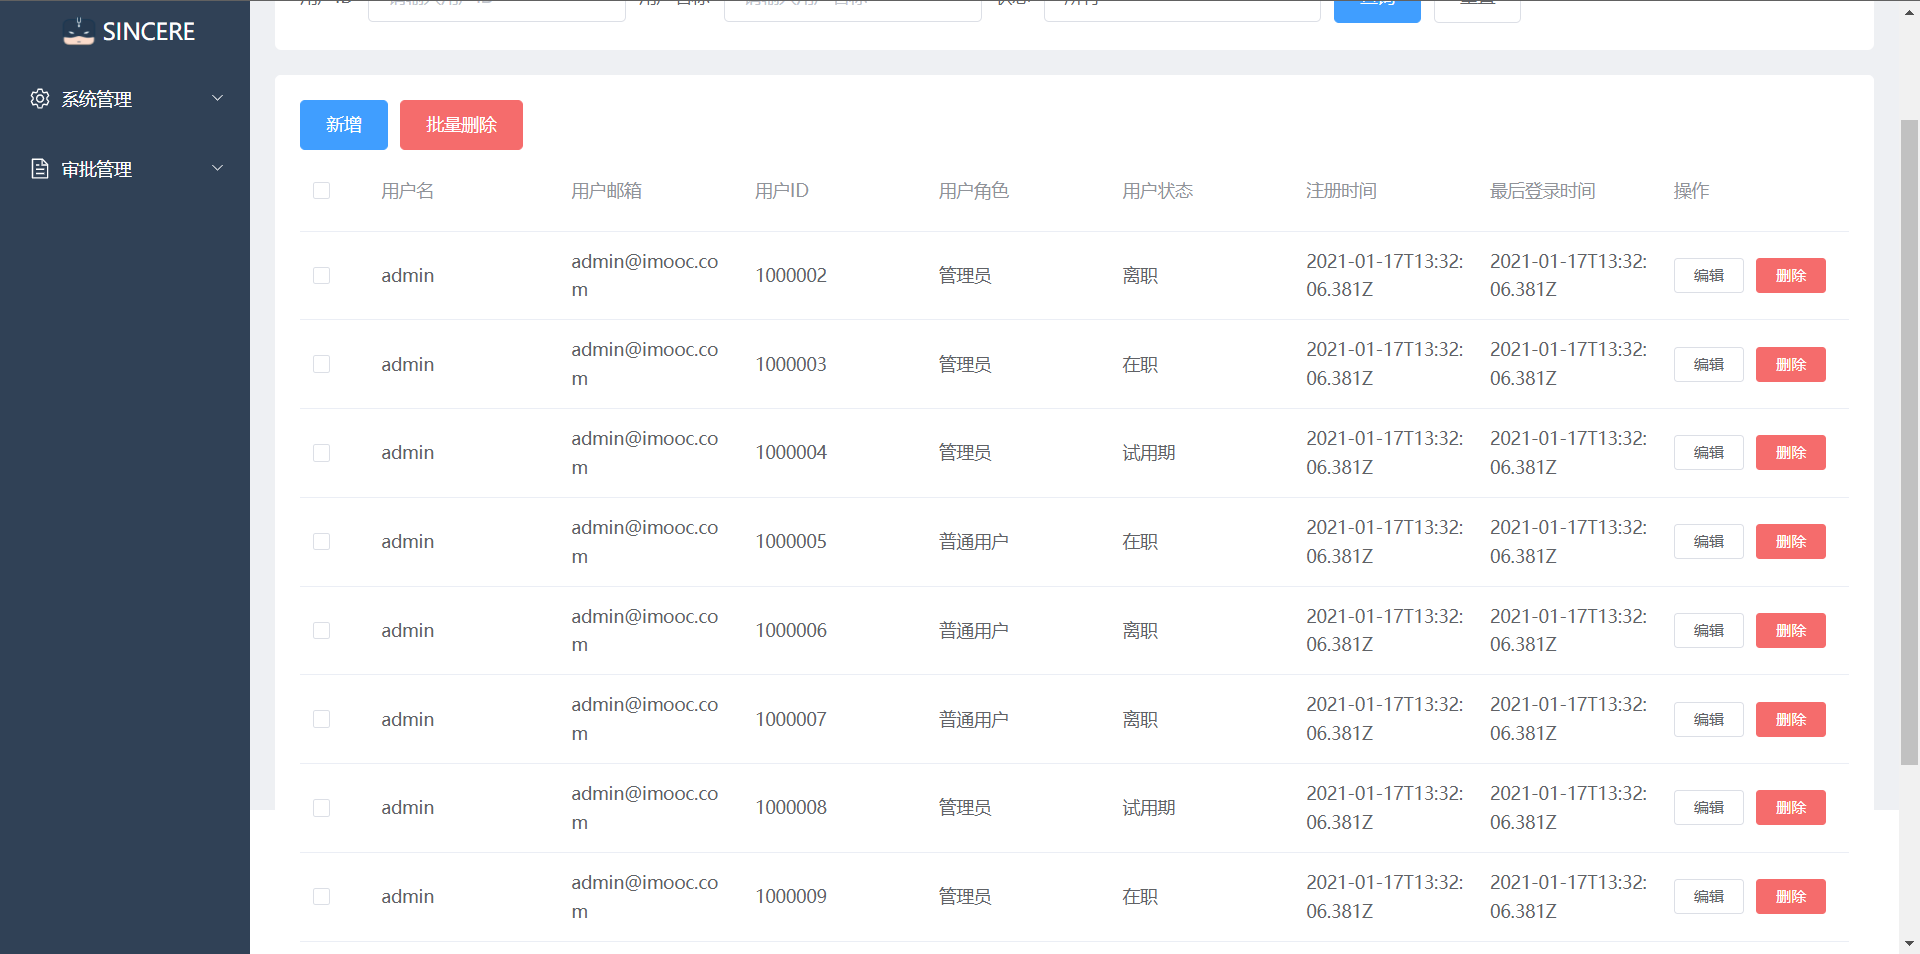 SINCERE
系统管理
审批管理
新增 批量删除
用户名 用户邮箱 用户ID 用户角色 用户状态 注册时间 最后登录时间 操作
admin admin@imooc.co 1000002 管理员 离职 2021-01-17T13:32: 2021-01-17T13:32: 编辑 删除
m 06.381Z 06.381Z
admin admin@imooc.co 1000003 管理员 在职 2021-01-17T13:32: 2021-01-17T13:32: 编辑 删除
m 06.381Z 06.381Z
admin admin@imooc.co 1000004 管理员 试用期 2021-01-17T13:32: 2021-01-17T13:32: 编辑 删除
m 06.381Z 06.381Z
admin admin@imooc.co 1000005 普通用户 在职 2021-01-17T13:32: 2021-01-17T13:32: 编辑 删除
m 06.381Z 06.381Z
admin admin@imooc.co 1000006 普通用户 离职 2021-01-17T13:32: 2021-01-17T13:32: 编辑 删除
m 06.381Z 06.381Z
admin admin@imooc.co 1000007 普通用户 离职 2021-01-17T13:32: 2021-01-17T13:32: 编辑 删除
m 06.381Z 06.381Z
admin admin@imooc.co 1000008 管理员 试用期 2021-01-17T13:32: 2021-01-17T13:32: 编辑 删除
m 06.381Z 06.381Z
admin admin@imooc.co 1000009 管理员 在职 2021-01-17T13:32: 2021-01-17T13:32: 编辑 删除
m 06.381Z 06.381Z